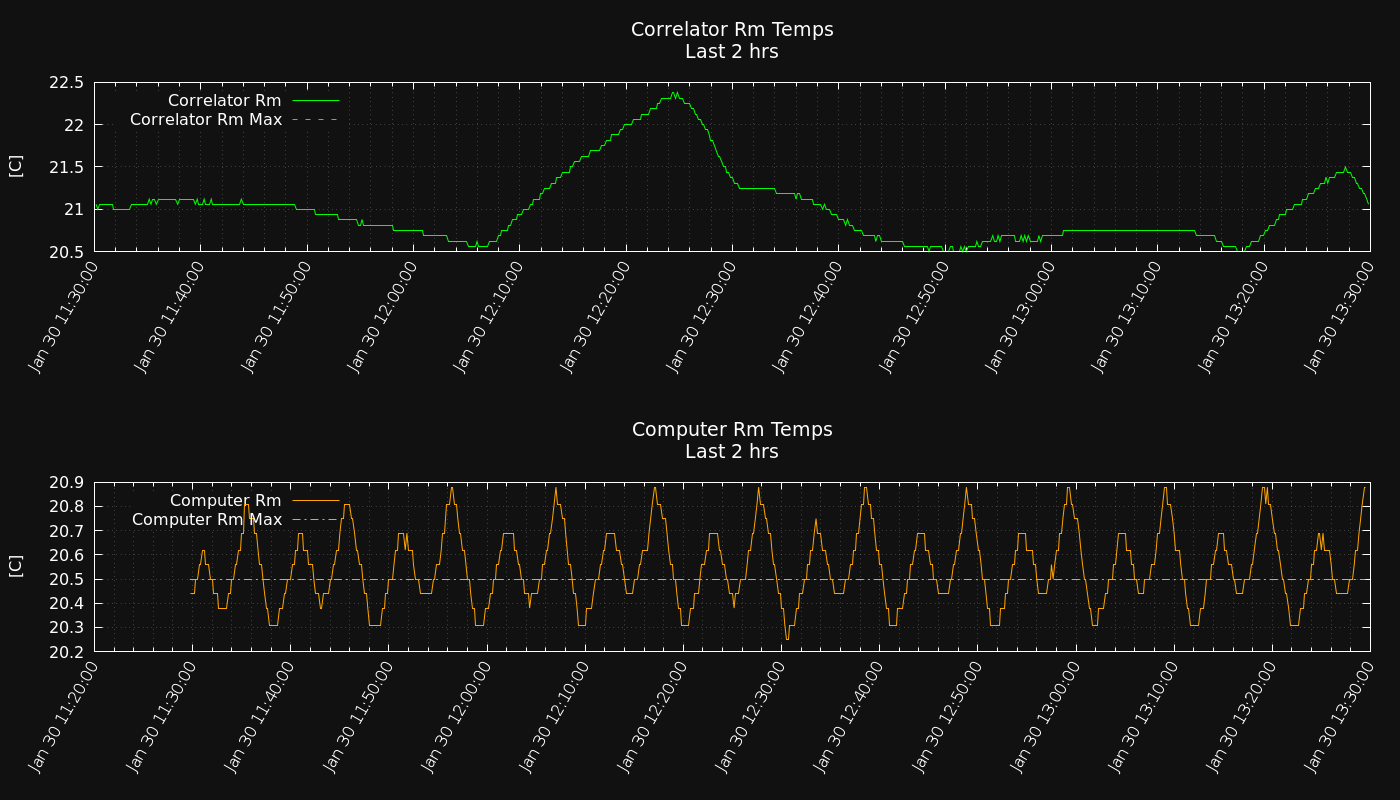 Correlator Rm Temps
Last 2 hrs
22.5
22
21.5
21
20.5
[C]
Correlator Rm
Correlator Rm Max
Jan 30 11:30:00
Jan 30 11:40:00
Jan 30 11:50:00
Jan 30 12:00:00
Jan 30 12:10:00
Jan 30 12:20:00
Jan 30 12:30:00
Jan 30 12:40:00
Jan 30 12:50:00
Jan 30 13:00:00
Jan 30 13:10:00
Jan 30 13:20:00
Jan 30 13:30:00
Computer Rm Temps
Last 2 hrs
20.9
20.8
20.7
20.6
20.5
20.4
20.3
20.2
[C]
Computer Rm
Computer Rm Max
Jan 30 11:20:00
Jan 30 11:30:00
Jan 30 11:40:00
Jan 30 11:50:00
Jan 30 12:00:00
Jan 30 12:10:00
Jan 30 12:20:00
Jan 30 12:30:00
Jan 30 12:40:00
Jan 30 12:50:00
Jan 30 13:00:00
Jan 30 13:10:00
Jan 30 13:20:00
Jan 30 13:30:00